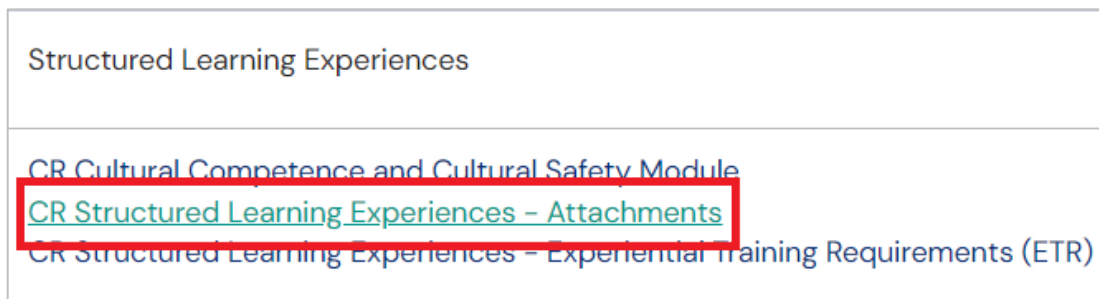 Structured Learning Experiences
CR Cultural Competence and Cultural Safety Module
CR Structured Learning Experiences - Attachments
CR Structured Learning Experiences - Experiential Training Requirements (ETR)